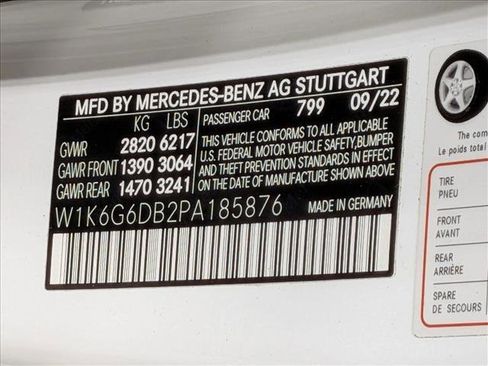 MFD BY MERCEDES-BENZ AG STUTTGART
KG LBS PASSENGER CAR 799 09/22
GVWR 2820 6217
GAWR FRONT 1390 3064
GAWR REAR 1470 3241
THIS VEHICLE CONFORMS TO ALL APPLICABLE
U.S. FEDERAL MOTOR VEHICLE SAFETY,BUMPER
AND THEFT PREVENTION STANDARDS IN EFFECT
ON THE DATE OF MANUFACTURE SHOWN ABOVE.
W1K6G6DB2PA185876 MADE IN GERMANY
The com
Le poids total
TIRE
PNEU
FRONT
AVANT
REAR
ARRIÈRE
SPARE
DE SECOURS